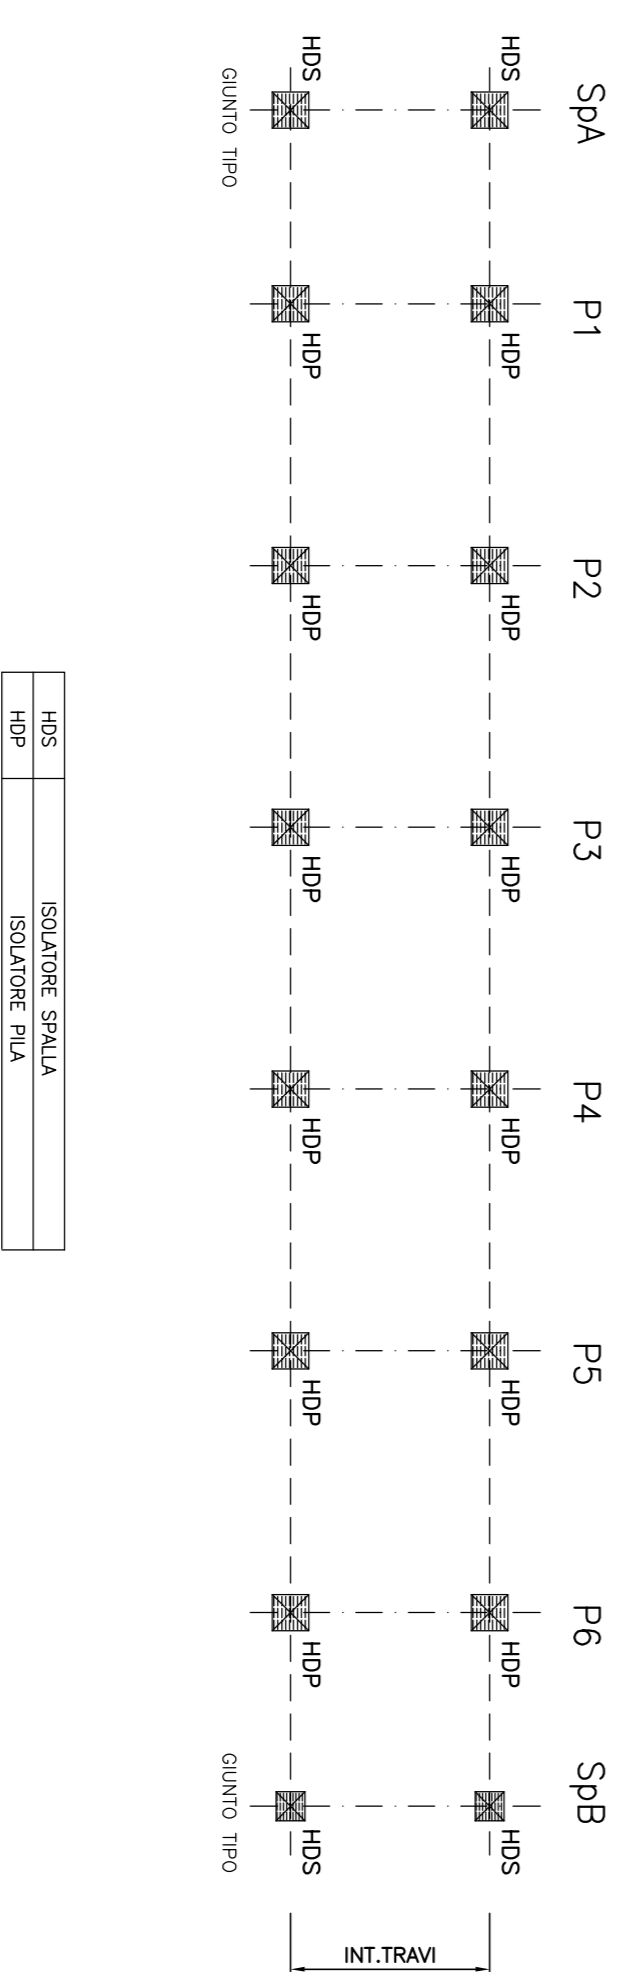 SpA
P1
P2
P3
P4
P5
P6
SpB
HDS
HDP
HDP
HDP
HDP
HDP
HDP
HDS
HDS
HDP
HDP
HDP
HDP
HDP
HDP
HDS
GIUNTO TIPO
GIUNTO TIPO
INT.TRAVI
HDS ISOLATORE SPALLA
HDP ISOLATORE PILA